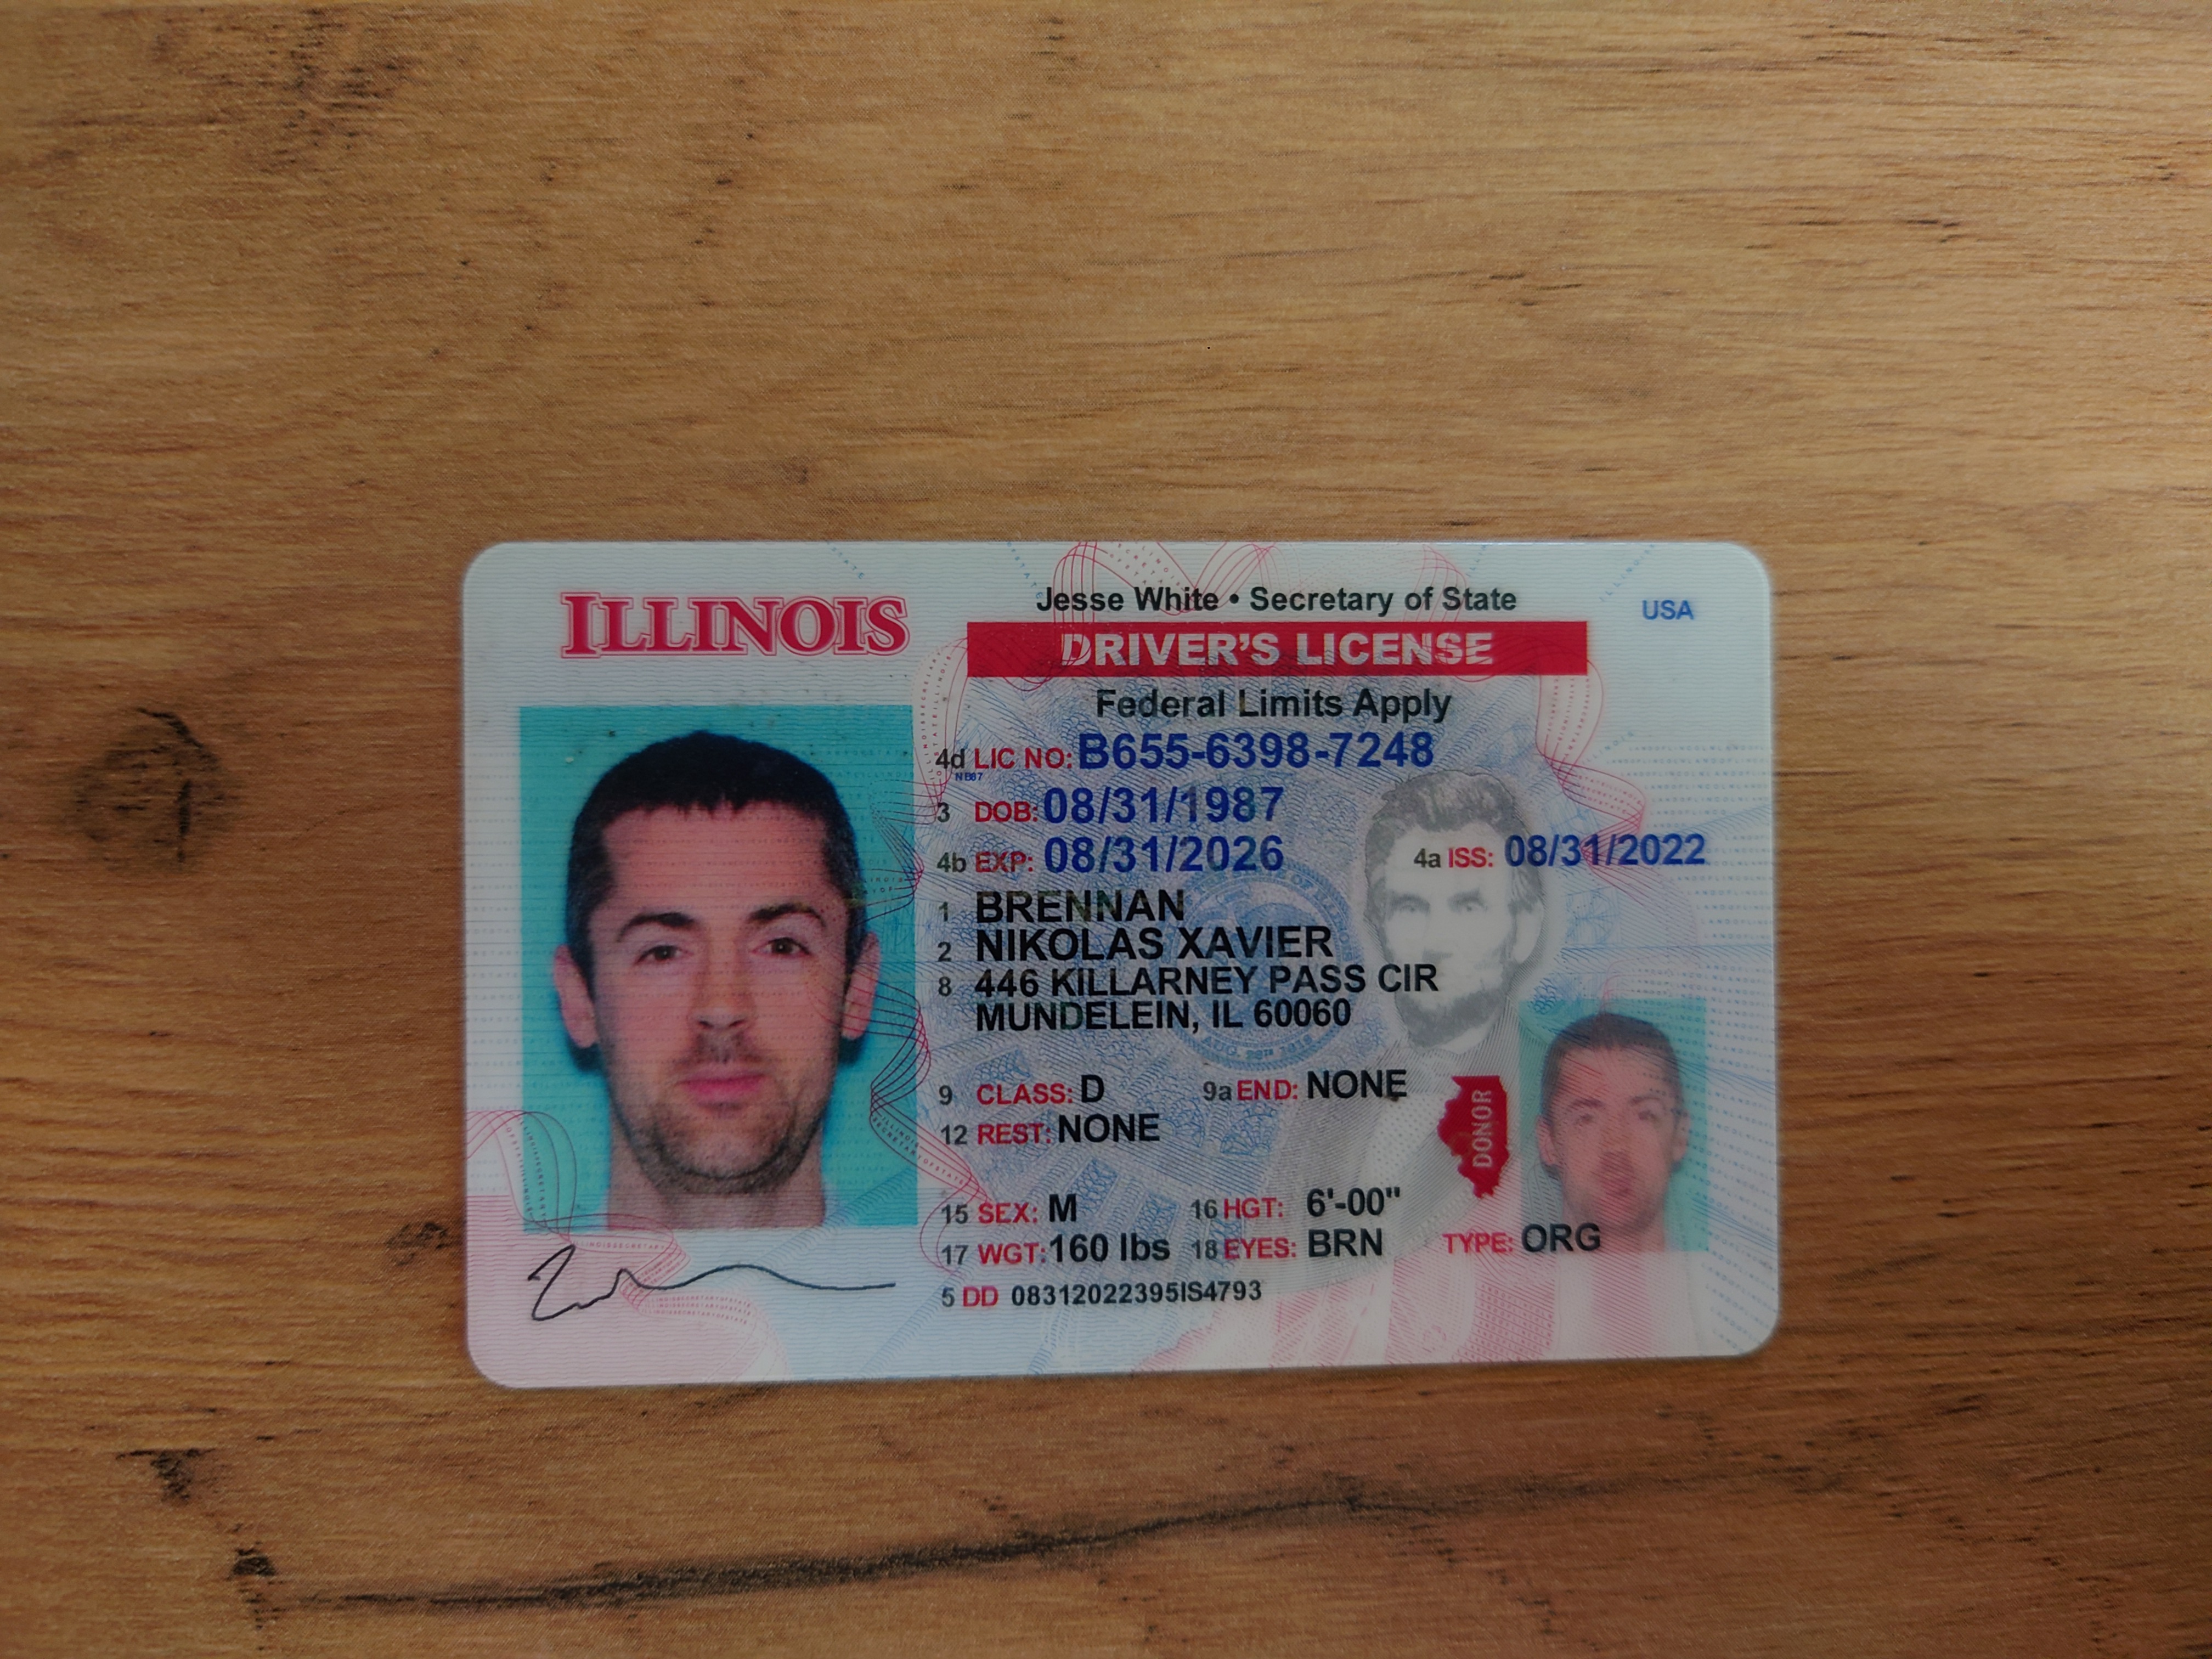 ILLINOIS
Jesse White • Secretary of State
USA
DRIVER'S LICENSE
Federal Limits Apply
4d LIC NO: B655-6398-7248
3 DOB: 08/31/1987
4b EXP: 08/31/2026 4a ISS: 08/31/2022
1 BRENNAN
2 NIKOLAS XAVIER
8 446 KILLARNEY PASS CIR
MUNDELEIN, IL 60060
9 CLASS: D 9a END: NONE
12 REST: NONE
DONOR
15 SEX: M 16 HGT: 6'-00"
17 WGT: 160 lbs 18 EYES: BRN TYPE: ORG
5 DD 08312022395IS4793